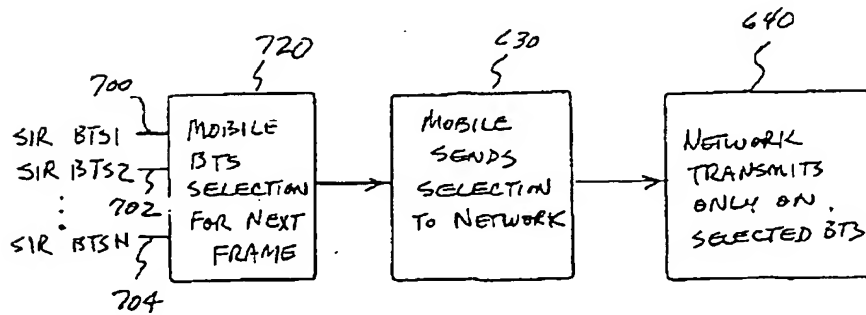 720
630
640
700
SIR BTS1
SIR BTS2
702
:
SIR BTSN
704
MOBILE
BTS
SELECTION
FOR NEXT
FRAME
MOBILE
SENDS
SELECTION
TO NETWORK
NETWORK
TRANSMITS
ONLY ON
SELECTED BTS